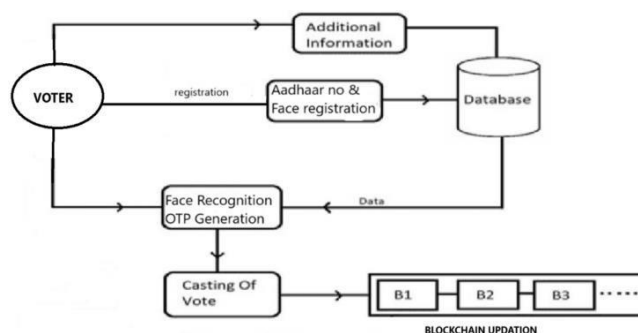 Additional
Information
VOTER
registration
Aadhaar no &
Face registration
Database
Face Recognition
OTP Generation
Data
Casting Of
Vote
B1
B2
B3
BLOCKCHAIN UPDATION